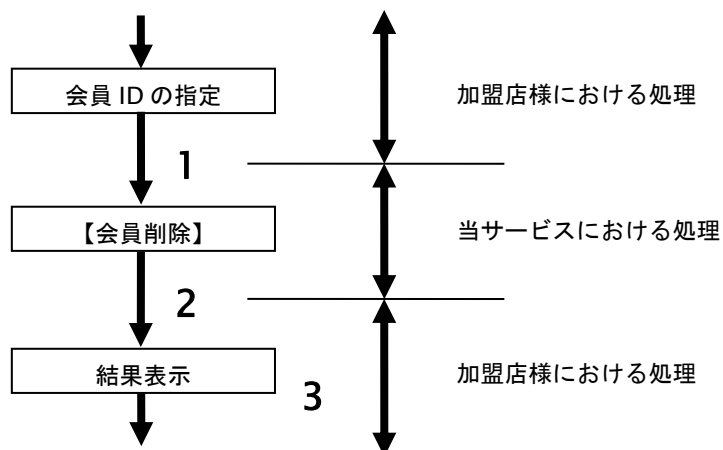 会員 ID の指定
加盟店様における処理
1
【会員削除】
当サービスにおける処理
2
結果表示
加盟店様における処理
3